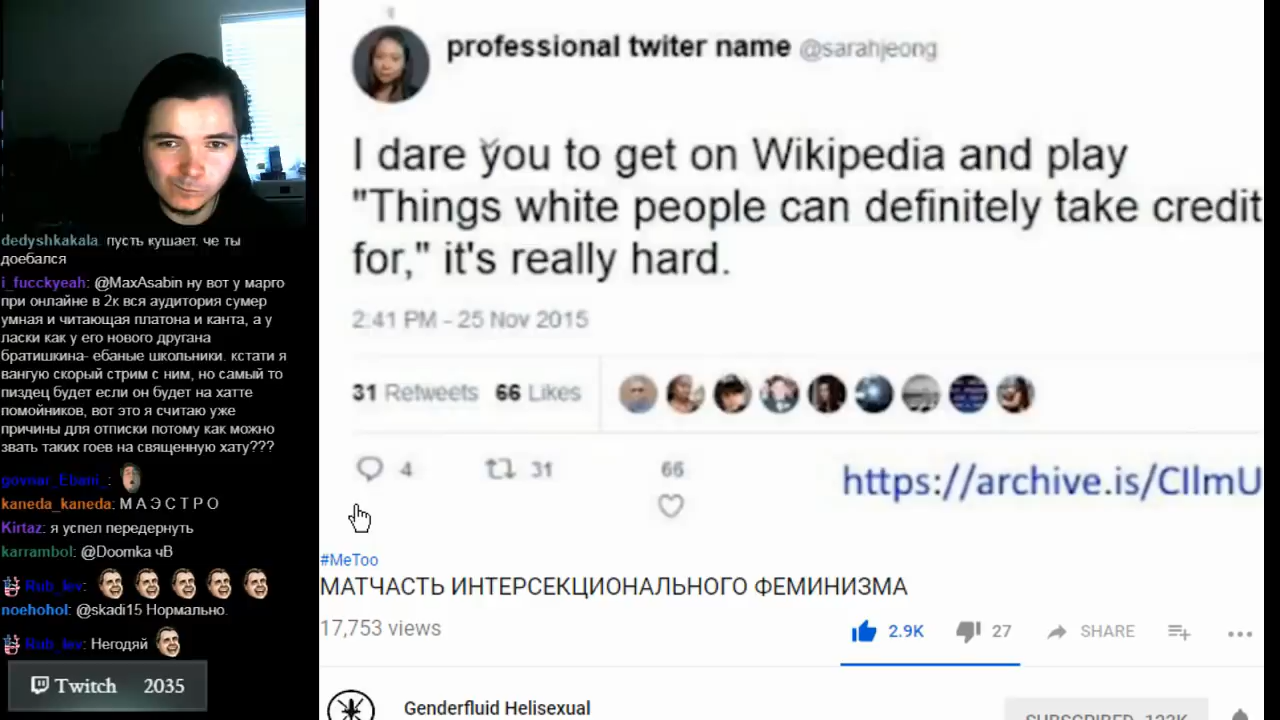 dedyshkakala: пусть кушает. че ты
доебался
i_fucckyeah: @MaxAsabin ну вот у марго
при онлайне в 2к вся аудитория сумер
умная и читающая платона и канта, а у
ласки как у его нового другана
братишкина- ебаные школьники. кстати я
вангую скорый стрим с ним, но самый то
пиздец будет если он будет на хатте
помойников, вот это я считаю уже
причины для отписки потому как можно
звать таких гоев на священную хату???
govnar_Ebani_:
kaneda_kaneda: М А Э С Т Р О
Kirtaz: я успел передернуть
karrambol: @Doomka чВ
Rub_lev:
noehohol: @skadi15 Нормально.
Rub_lev: Негодяй
Twitch 2035
professional twiter name @sarahjeong
I dare you to get on Wikipedia and play
"Things white people can definitely take credit
for," it's really hard.
2:41 PM - 25 Nov 2015
31 Retweets 66 Likes
4 31 66
https://archive.is/CIlmU
#MeToo
МАТЧАСТЬ ИНТЕРСЕКЦИОНАЛЬНОГО ФЕМИНИЗМА
17,753 views
2.9K 27 SHARE
Genderfluid Helisexual
SUBSCRIBED 123K